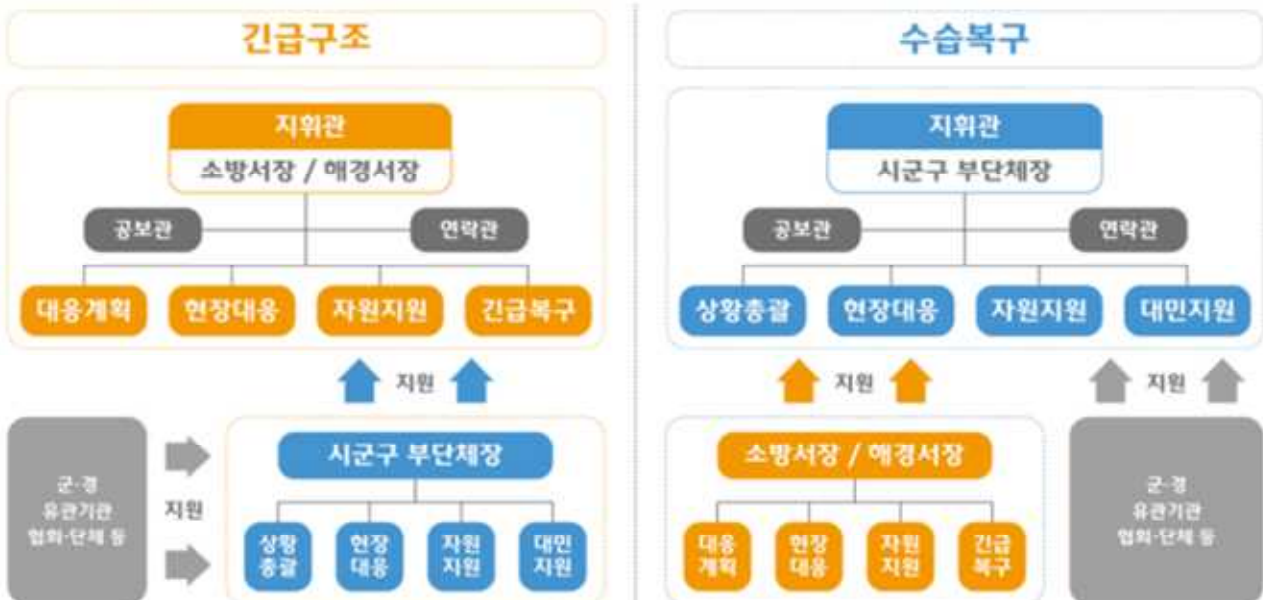 긴급구조
지휘관
소방서장 / 해경서장
공보관
연락관
대응계획
현장대응
자원지원
긴급복구
지원
군·경
유관기관
협회·단체 등
지원
시군구 부단체장
상황
총괄
현장
대응
자원
지원
대민
지원
수습복구
지휘관
시군구 부단체장
공보관
연락관
상황총괄
현장대응
자원지원
대민지원
지원
지원
소방서장 / 해경서장
대응
계획
현장
대응
자원
지원
긴급
복구
군·경
유관기관
협회·단체 등